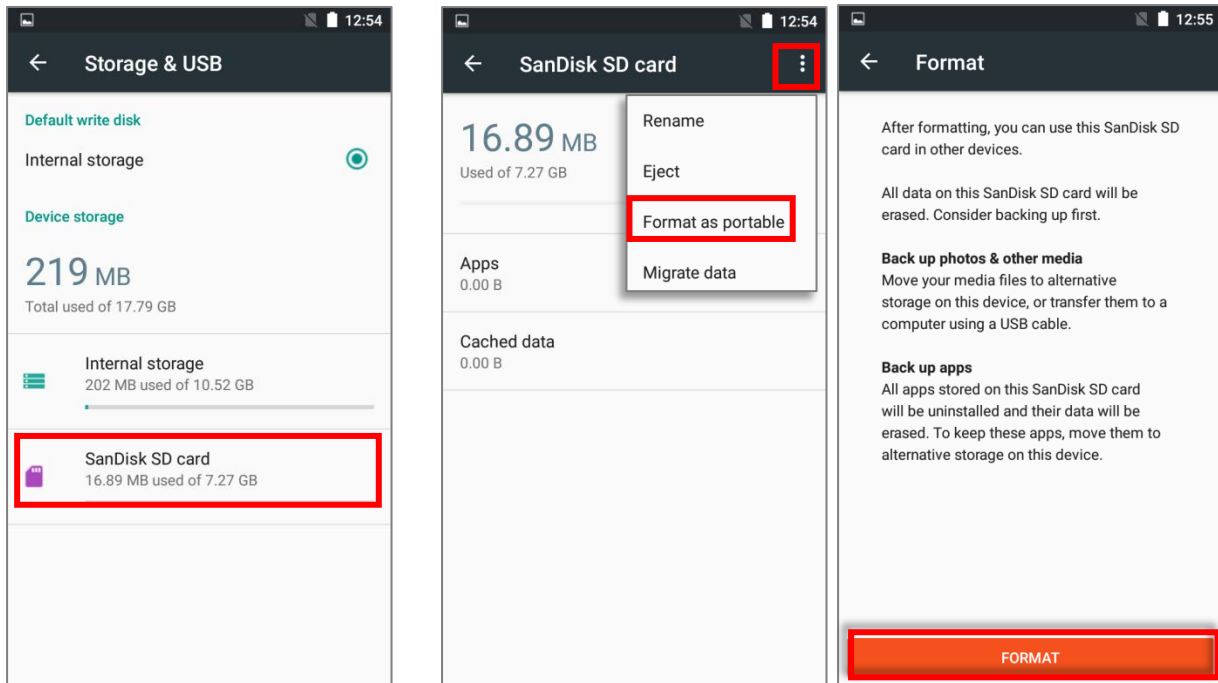 12:54
Storage & USB
Default write disk
Internal storage
Device storage
219 MB
Total used of 17.79 GB
Internal storage
202 MB used of 10.52 GB
SanDisk SD card
16.89 MB used of 7.27 GB
12:54
SanDisk SD card
16.89 MB
Used of 7.27 GB
Rename
Eject
Format as portable
Migrate data
Apps
0.00 B
Cached data
0.00 B
12:55
Format
After formatting, you can use this SanDisk SD
card in other devices.
All data on this SanDisk SD card will be
erased. Consider backing up first.
Back up photos & other media
Move your media files to alternative
storage on this device, or transfer them to a
computer using a USB cable.
Back up apps
All apps stored on this SanDisk SD card
will be uninstalled and their data will be
erased. To keep these apps, move them to
alternative storage on this device.
FORMAT